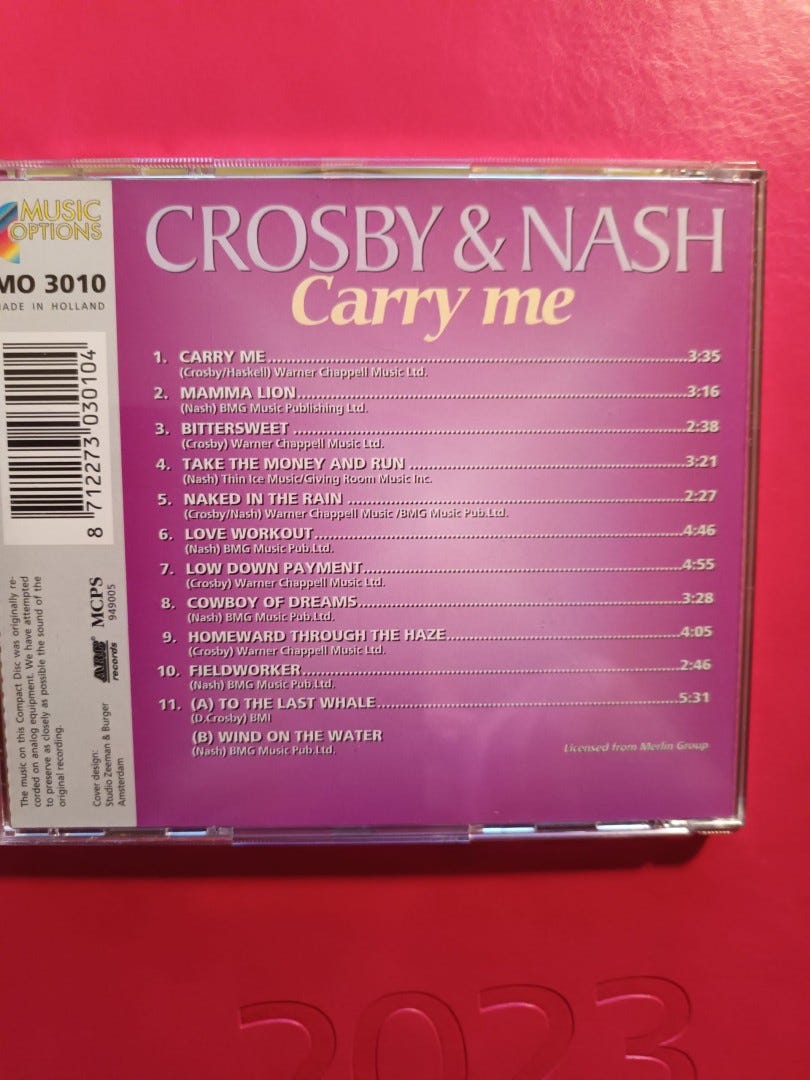 MUSIC
OPTIONS
MO 3010
MADE IN HOLLAND
8 712273 030104
The music on this Compact Disc was originally re-
corded on analog equipment. We have attempted
to preserve as closely as possible the sound of the
original recording.
Cover design:
Studio Zeeman & Burger
Amsterdam
ARC®
records
MCPS
949005
CROSBY & NASH
Carry me
1. CARRY ME....................3:35
(Crosby/Haskell) Warner Chappell Music Ltd.
2. MAMMA LION....................3:16
(Nash) BMG Music Publishing Ltd.
3. BITTERSWEET....................2:38
(Crosby) Warner Chappell Music Ltd.
4. TAKE THE MONEY AND RUN....................3:21
(Nash) Thin Ice Music/Giving Room Music Inc.
5. NAKED IN THE RAIN....................2:27
(Crosby/Nash) Warner Chappell Music /BMG Music Pub.Ltd.
6. LOVE WORKOUT....................4:46
(Nash) BMG Music Pub.Ltd.
7. LOW DOWN PAYMENT....................4:55
(Crosby) Warner Chappell Music Ltd.
8. COWBOY OF DREAMS....................3:28
(Nash) BMG Music Pub.Ltd.
9. HOMEWARD THROUGH THE HAZE....................4:05
(Crosby) Warner Chappell Music Ltd.
10. FIELDWORKER....................2:46
(Nash) BMG Music Pub.Ltd.
11. (A) TO THE LAST WHALE....................5:31
(D.Crosby) BMI
(B) WIND ON THE WATER
(Nash) BMG Music Pub.Ltd.
Licensed from Merlin Group
2023